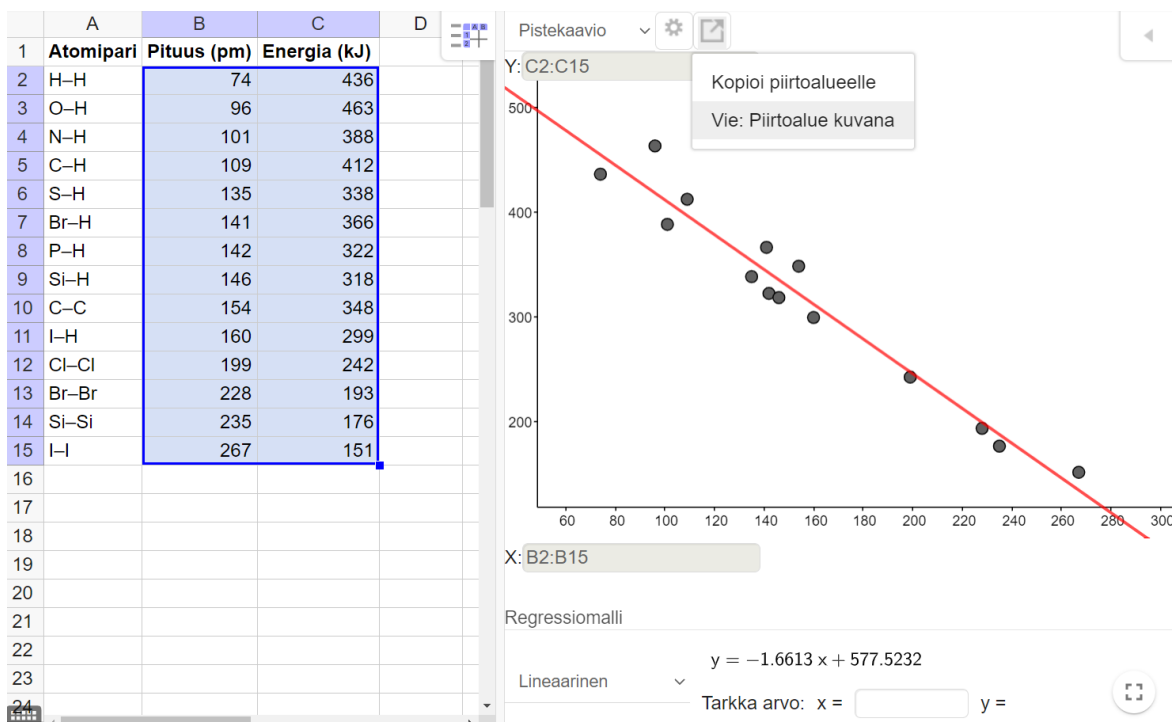 A B C D
1 Atomipari Pituus (pm) Energia (kJ)
2 H–H 74 436
3 O–H 96 463
4 N–H 101 388
5 C–H 109 412
6 S–H 135 338
7 Br–H 141 366
8 P–H 142 322
9 Si–H 146 318
10 C–C 154 348
11 I–H 160 299
12 Cl–Cl 199 242
13 Br–Br 228 193
14 Si–Si 235 176
15 I–I 267 151
16
17
18
19
20
21
22
23
24
Pistekaavio
Y: C2:C15
Kopioi piirtoalueelle
Vie: Piirtoalue kuvana
500
400
300
200
60 80 100 120 140 160 180 200 220 240 260 280 300
X: B2:B15
Regressiomalli
y = −1.6613 x + 577.5232
Lineaarinen
Tarkka arvo: x = y =